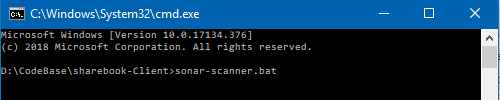 C:\Windows\System32\cmd.exe
Microsoft Windows [Version 10.0.17134.376]
(c) 2018 Microsoft Corporation. All rights reserved.
D:\CodeBase\sharebook-Client>sonar-scanner.bat